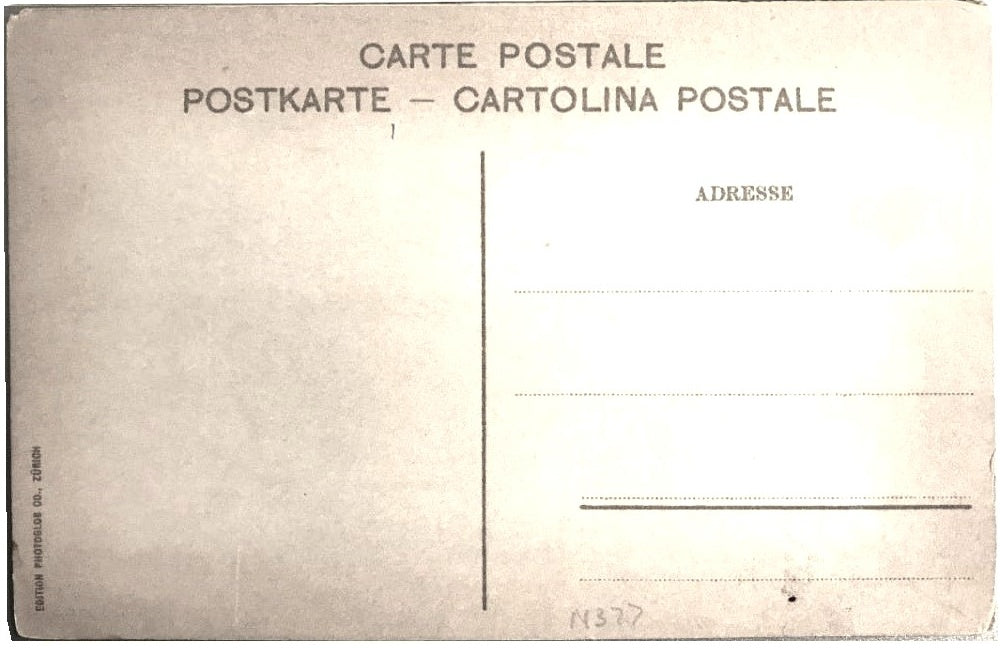 CARTE POSTALE
POSTKARTE — CARTOLINA POSTALE
ADRESSE
EDITION PHOTOGLOB CO., ZÜRICH
N377